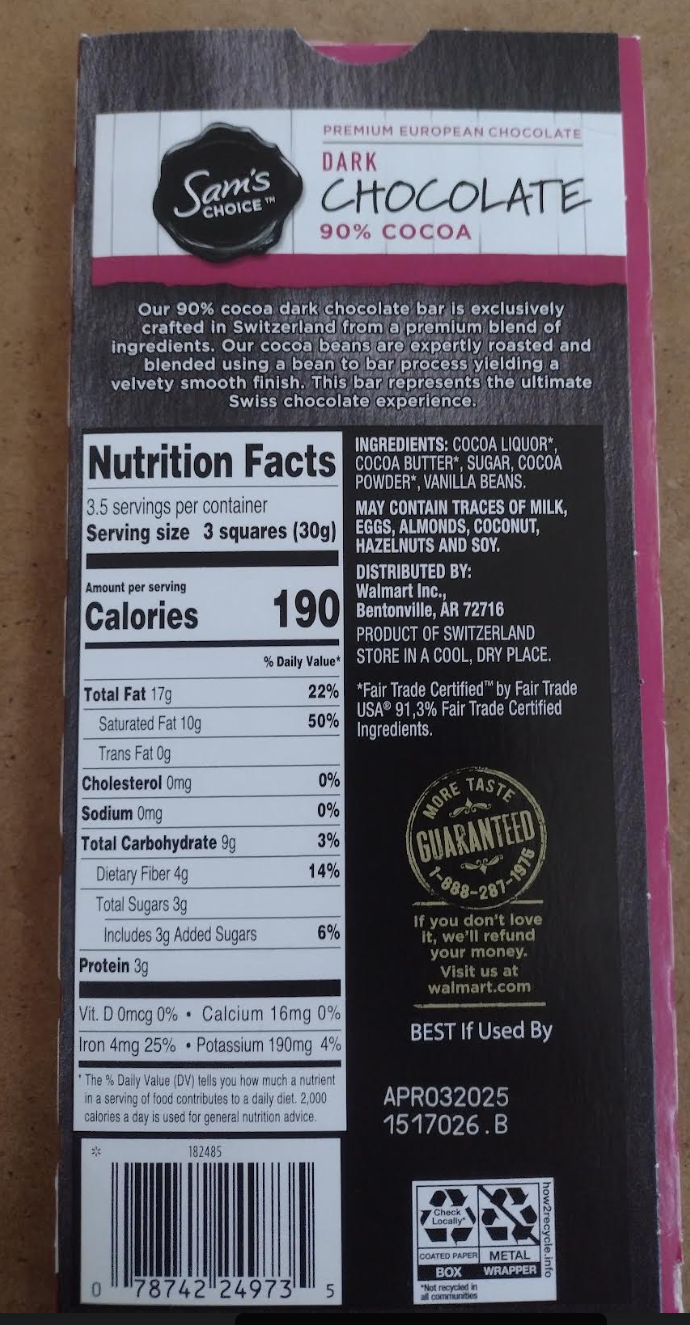 Sam's
CHOICE™
PREMIUM EUROPEAN CHOCOLATE
DARK
CHOCOLATE
90% COCOA
Our 90% cocoa dark chocolate bar is exclusively
crafted in Switzerland from a premium blend of
ingredients. Our cocoa beans are expertly roasted and
blended using a bean to bar process yielding a
velvety smooth finish. This bar represents the ultimate
Swiss chocolate experience.
Nutrition Facts
3.5 servings per container
Serving size 3 squares (30g)
Amount per serving
Calories 190
% Daily Value*
Total Fat 17g 22%
Saturated Fat 10g 50%
Trans Fat 0g
Cholesterol 0mg 0%
Sodium 0mg 0%
Total Carbohydrate 9g 3%
Dietary Fiber 4g 14%
Total Sugars 3g
Includes 3g Added Sugars 6%
Protein 3g
Vit. D 0mcg 0% • Calcium 16mg 0%
Iron 4mg 25% • Potassium 190mg 4%
* The % Daily Value (DV) tells you how much a nutrient
in a serving of food contributes to a daily diet. 2,000
calories a day is used for general nutrition advice.
INGREDIENTS: COCOA LIQUOR*,
COCOA BUTTER*, SUGAR, COCOA
POWDER*, VANILLA BEANS.
MAY CONTAIN TRACES OF MILK,
EGGS, ALMONDS, COCONUT,
HAZELNUTS AND SOY.
DISTRIBUTED BY:
Walmart Inc.,
Bentonville, AR 72716
PRODUCT OF SWITZERLAND
STORE IN A COOL, DRY PLACE.
*Fair Trade Certified™ by Fair Trade
USA® 91,3% Fair Trade Certified
Ingredients.
MORE TASTE
GUARANTEED
1-888-287-1975
If you don't love
it, we'll refund
your money.
Visit us at
walmart.com
BEST If Used By
APR032025
1517026.B
* 182485
0 78742 24973 5
Check
Locally*
COATED PAPER
BOX
METAL
WRAPPER
*Not recycled in
all communities
how2recycle.info